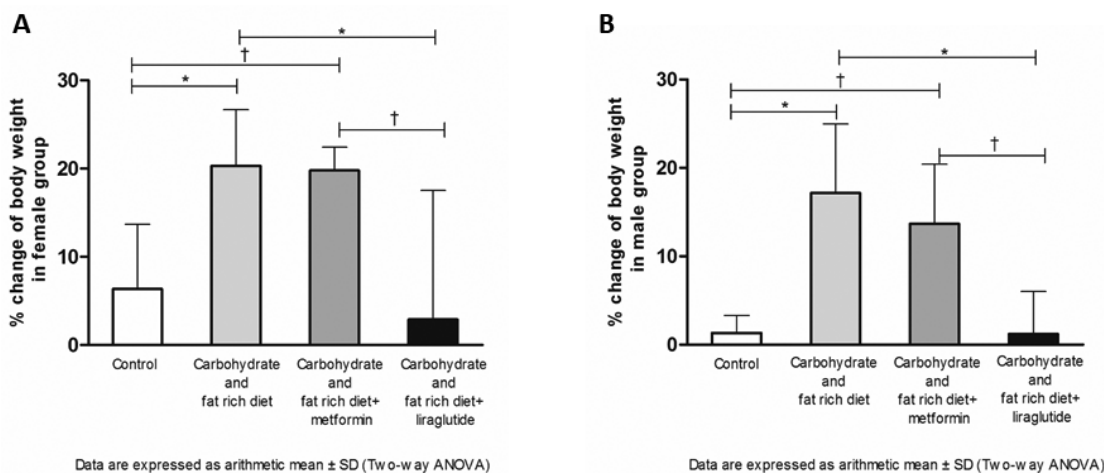 A
*
†
*
†
30
20
10
0
% change of body weight
in female group
Control
Carbohydrate
and
fat rich diet
Carbohydrate
and
fat rich diet+
metformin
Carbohydrate
and
fat rich diet+
liraglutide
Data are expressed as arithmetic mean ± SD (Two-way ANOVA)
B
*
†
*
†
30
20
10
0
% change of body weight
in male group
Control
Carbohydrate
and
fat rich diet
Carbohydrate
and
fat rich diet+
metformin
Carbohydrate
and
fat rich diet+
liraglutide
Data are expressed as arithmetic mean ± SD (Two-way ANOVA)